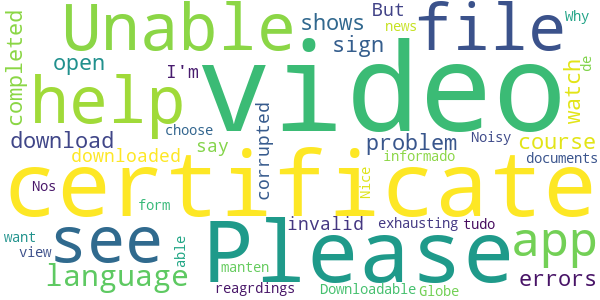 Unable file
But shows Why
news
completed sign
open I'm video de
help watch
corrupted
download choose problem Noisy course
say
downloaded informado documents
certificate
Nos Nice
form
want see Please invalid exhausting tudo app
view able
language manten errors
reagrdings Downloadable Globe